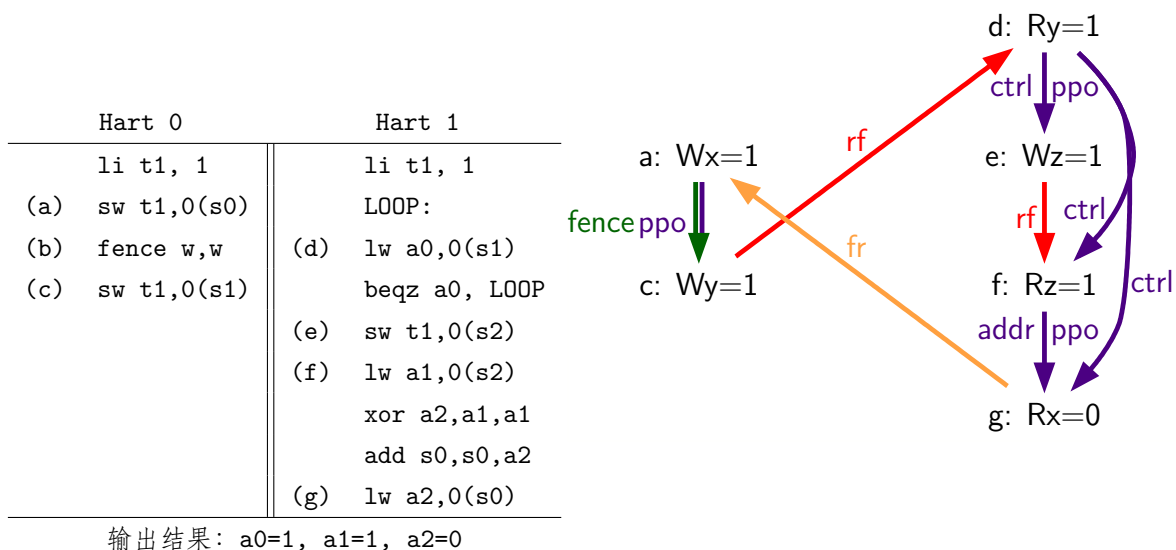 Hart 0 Hart 1
li t1, 1 li t1, 1
(a) sw t1,0(s0) LOOP:
(b) fence w,w (d) lw a0,0(s1)
(c) sw t1,0(s1) beqz a0, LOOP
(e) sw t1,0(s2)
(f) lw a1,0(s2)
xor a2,a1,a1
add s0,s0,a2
(g) lw a2,0(s0)
输出结果: a0=1, a1=1, a2=0
d: Ry=1
ctrl ppo
rf
a: Wx=1 e: Wz=1
fence ppo rf ctrl
fr
c: Wy=1 f: Rz=1 ctrl
addr ppo
g: Rx=0